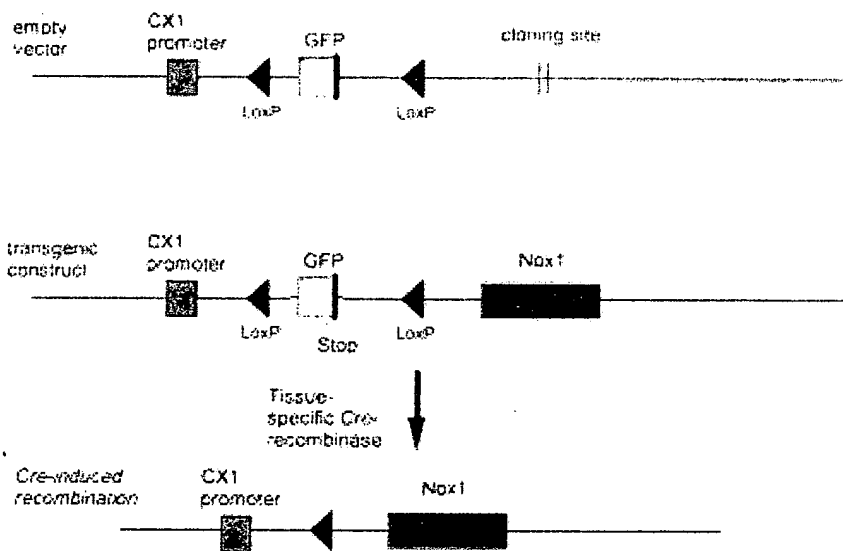 empty
vector
CX1
promoter
GFP
cloning site
LoxP
LoxP
transgenic
construct
CX1
promoter
GFP
Nox1
LoxP
Stop
LoxP
Tissue-
specific Cre-
recombinase
Cre-induced
recombination
CX1
promoter
Nox1